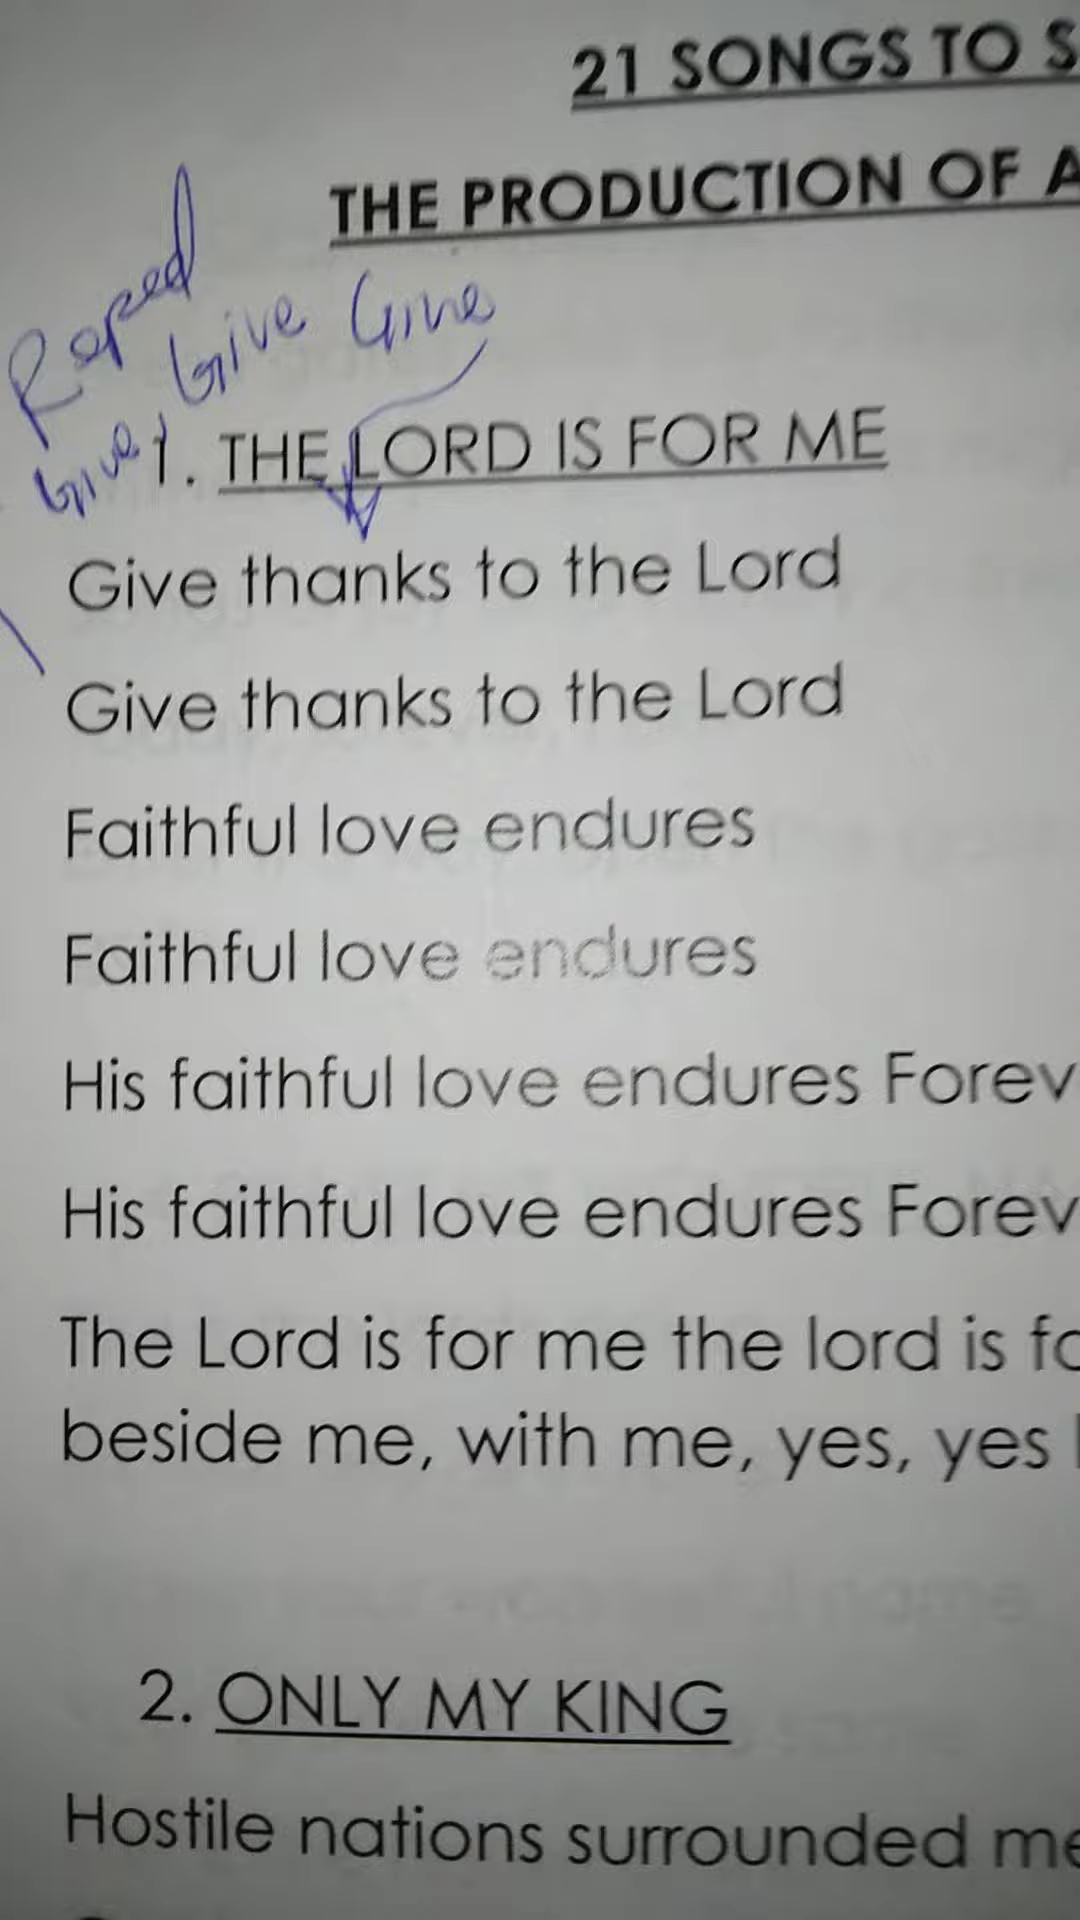 21 SONGS TO S
THE PRODUCTION OF A
Roped
Give Give
Give
1. THE LORD IS FOR ME
Give thanks to the Lord
Give thanks to the Lord
Faithful love endures
Faithful love endures
His faithful love endures Forev
His faithful love endures Forev
The Lord is for me the lord is fo
beside me, with me, yes, yes
2. ONLY MY KING
Hostile nations surrounded me